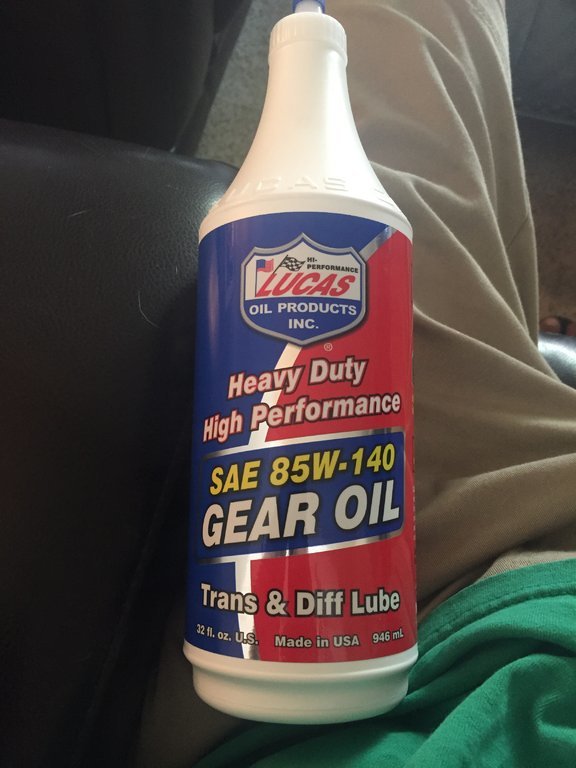 LUCAS
HI-
PERFORMANCE
LUCAS
OIL PRODUCTS
INC.
®
Heavy Duty
High Performance
SAE 85W-140
GEAR OIL
Trans & Diff Lube
32 fl. oz. U.S. Made in USA 946 mL